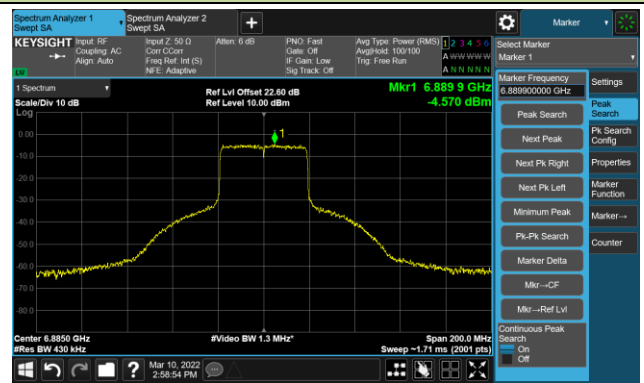 Spectrum Analyzer 1
Swept SA
Spectrum Analyzer 2
Swept SA
+
Marker
KEYSIGHT
Input: RF
Coupling: AC
Align: Auto
Input Z: 50 Ω
Corr CCorr
Freq Ref: Int (S)
NFE: Adaptive
Atten: 6 dB
PNO: Fast
Gate: Off
IF Gain: Low
Sig Track: Off
Avg Type: Power (RMS)
Avg|Hold: 100/100
Trig: Free Run
1 2 3 4 5 6
A W W W W W
A N N N N N
LW
Select Marker
Marker 1
1 Spectrum
Scale/Div 10 dB
Log
Ref Lvl Offset 22.60 dB
Ref Level 10.00 dBm
Mkr1 6.889 9 GHz
-4.570 dBm
1
0.00
-10.0
-20.0
-30.0
-40.0
-50.0
-60.0
-70.0
-80.0
Center 6.8850 GHz
#Res BW 430 kHz
#Video BW 1.3 MHz*
Span 200.0 MHz
Sweep ~1.71 ms (2001 pts)
Marker Frequency
6.889900000 GHz
Peak Search
Next Peak
Next Pk Right
Next Pk Left
Minimum Peak
Pk-Pk Search
Marker Delta
Mkr→CF
Mkr→Ref Lvl
Continuous Peak
Search
On
Off
Settings
Peak
Search
Pk Search
Config
Properties
Marker
Function
Marker→
Counter
?
Mar 10, 2022
2:58:54 PM